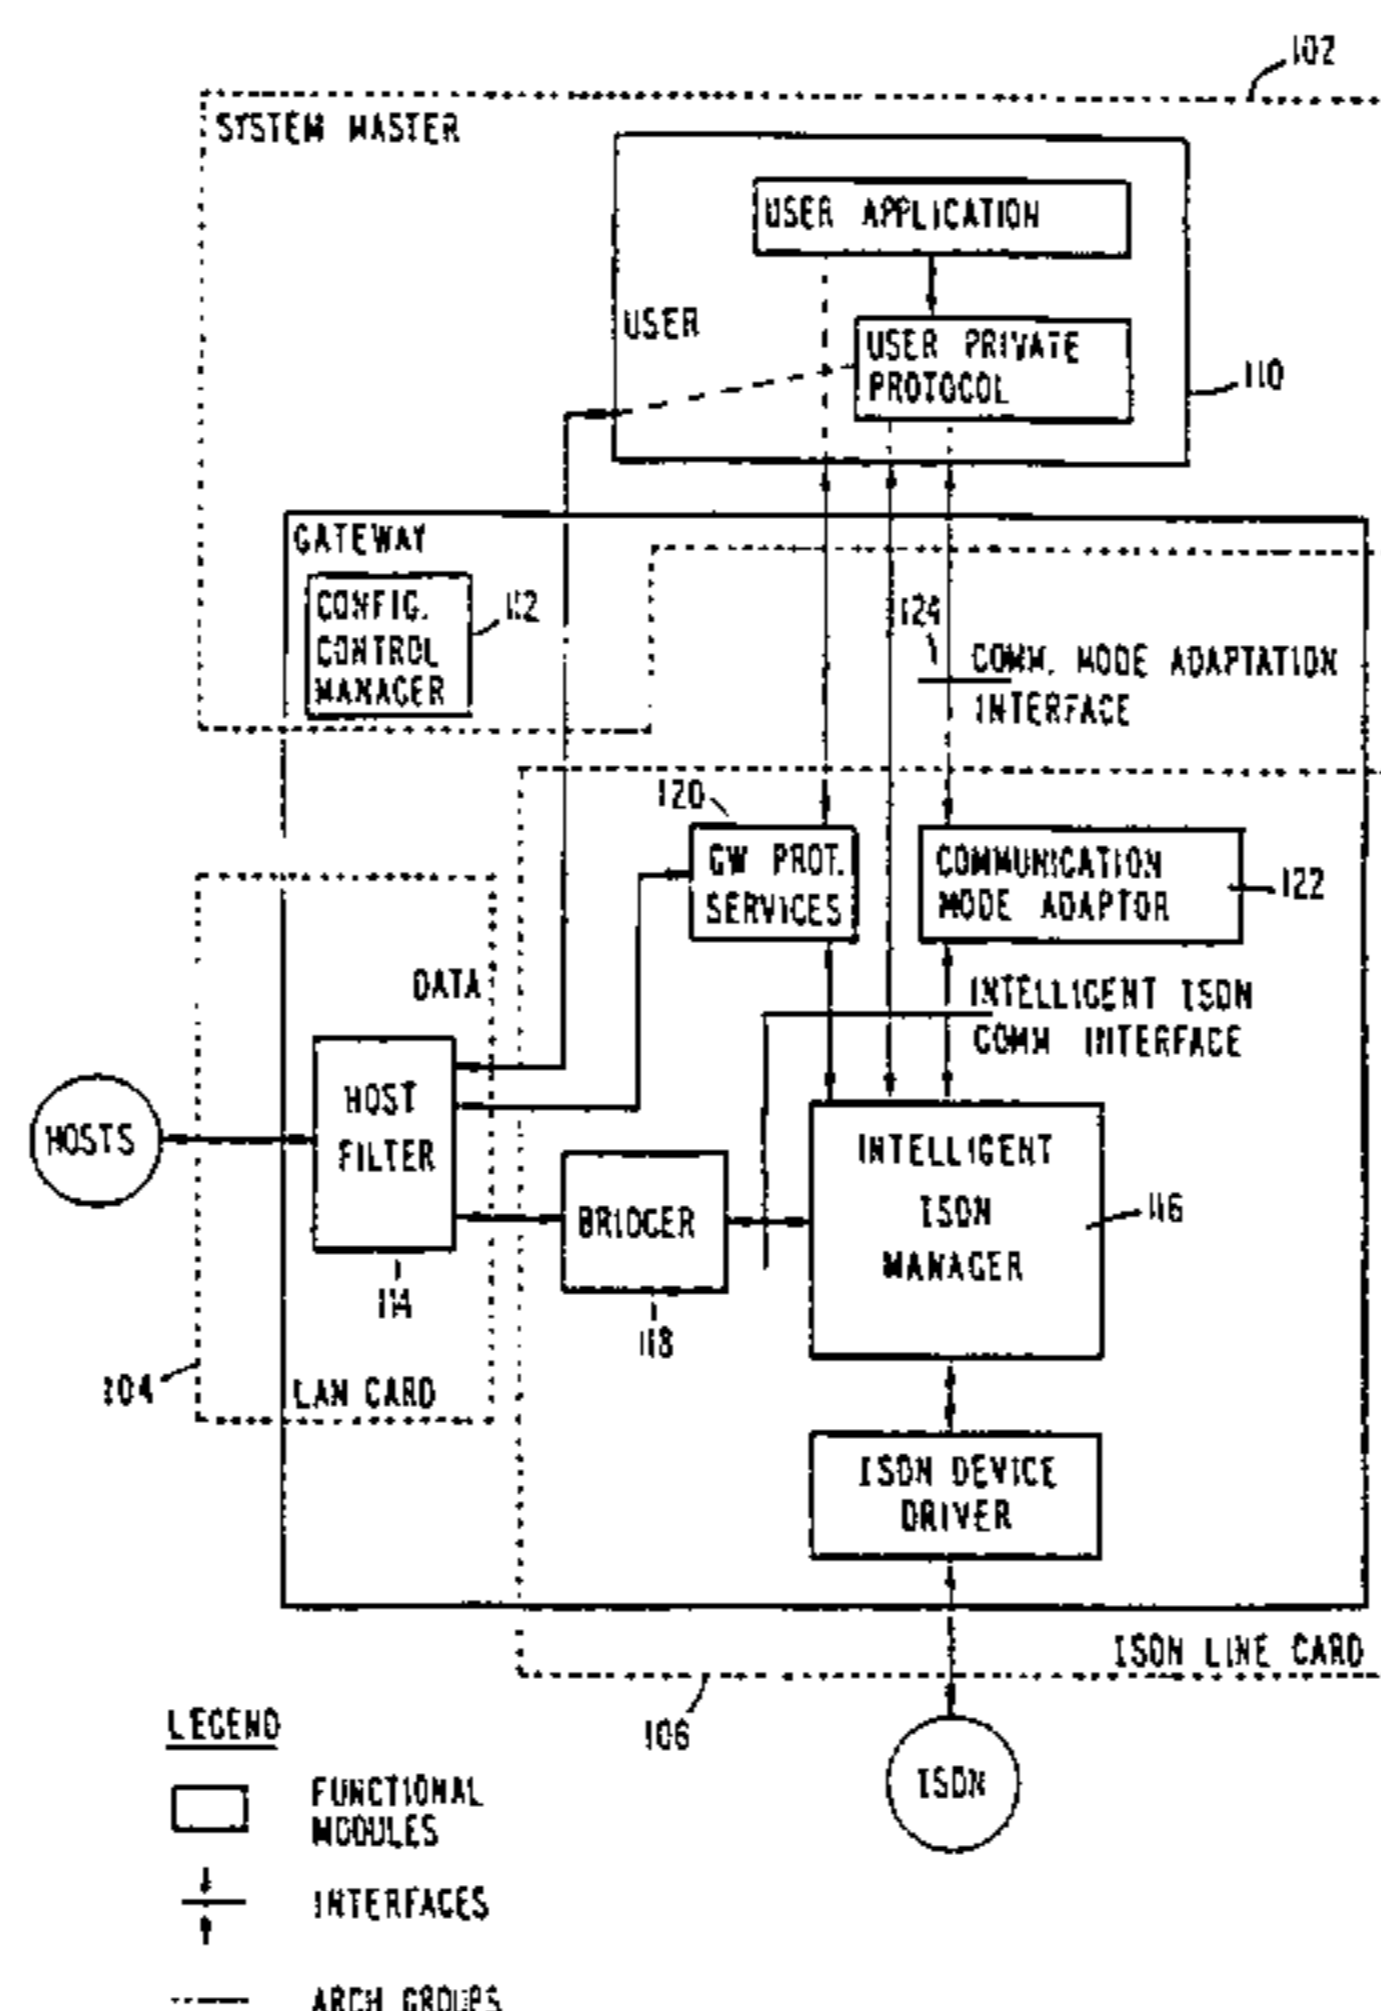 102
SYSTEM MASTER
USER APPLICATION
USER
USER PRIVATE
PROTOCOL
110
GATEWAY
CONFIG.
CONTROL
MANAGER
112
124
COMM. MODE ADAPTATION
INTERFACE
120
GW PROT.
SERVICES
COMMUNICATION
MODE ADAPTOR
122
DATA
INTELLIGENT ISDN
COMM INTERFACE
HOSTS
HOST
FILTER
BRIDGER
INTELLIGENT
ISDN
MANAGER
116
114
118
104
LAN CARD
ISDN DEVICE
DRIVER
ISDN LINE CARD
106
ISDN
LEGEND
FUNCTIONAL
MODULES
INTERFACES
ARCH GROUPS